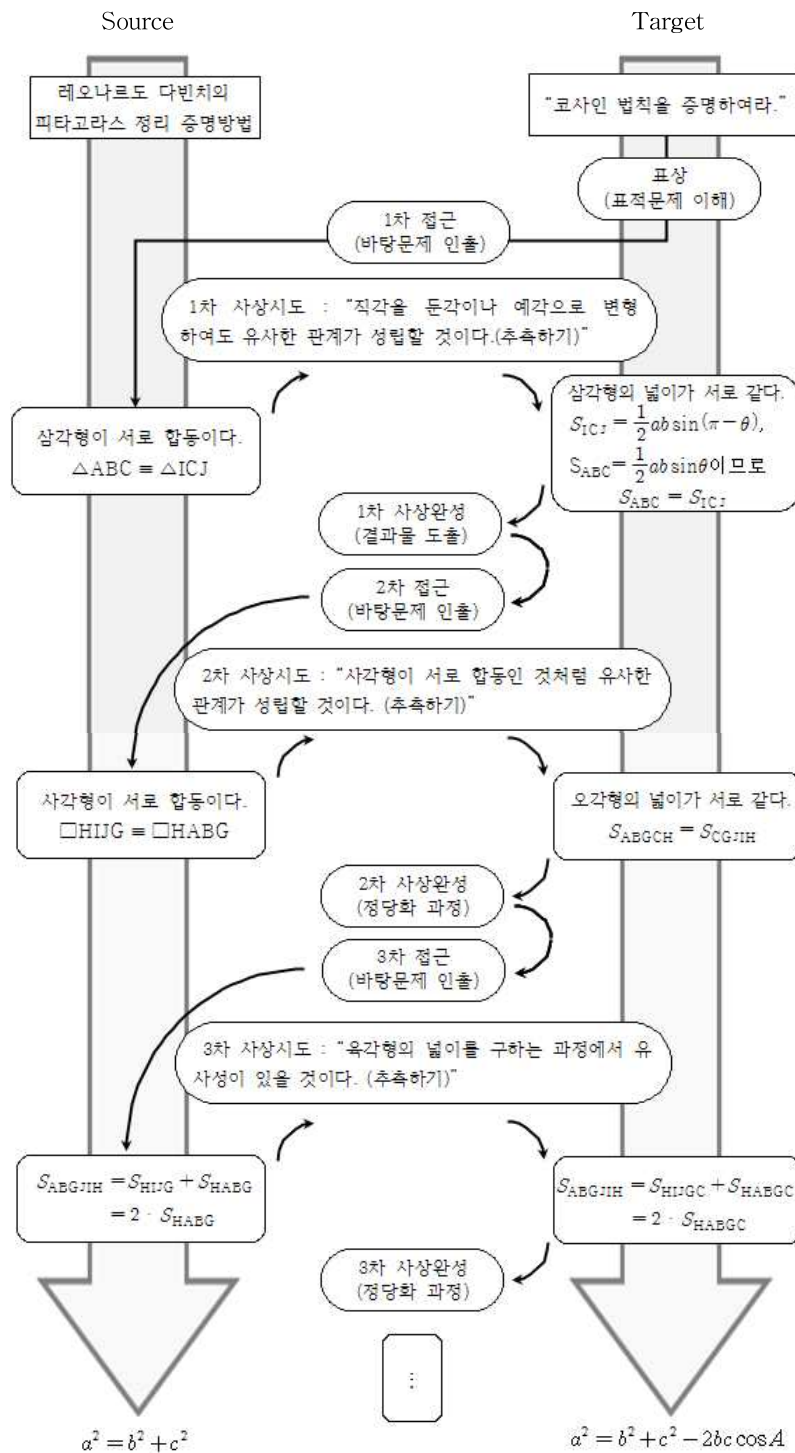 Source
Target
레오나르도 다빈치의
피타고라스 정리 증명방법
“코사인 법칙을 증명하여라.”
표상
(표적문제 이해)
1차 접근
(바탕문제 인출)
1차 사상시도 : “직각을 둔각이나 예각으로 변형
하여도 유사한 관계가 성립할 것이다.(추측하기)”
삼각형이 서로 합동이다.
△ABC ≡ △ICJ
삼각형의 넓이가 서로 같다.
S_ICJ = 1/2 ab sin(π − θ),
S_ABC = 1/2 ab sinθ이므로
S_ABC = S_ICJ
1차 사상완성
(결과물 도출)
2차 접근
(바탕문제 인출)
2차 사상시도 : “사각형이 서로 합동인 것처럼 유사한
관계가 성립할 것이다. (추측하기)”
사각형이 서로 합동이다.
□HIJG ≡ □HABG
오각형의 넓이가 서로 같다.
S_ABGCH = S_CGJIH
2차 사상완성
(정당화 과정)
3차 접근
(바탕문제 인출)
3차 사상시도 : “육각형의 넓이를 구하는 과정에서 유
사성이 있을 것이다. (추측하기)”
S_ABGJIH = S_HIJG + S_HABG
= 2 · S_HABG
S_ABGJIH = S_HIJGC + S_HABGC
= 2 · S_HABGC
3차 사상완성
(정당화 과정)
⋮
a² = b² + c²
a² = b² + c² − 2bc cos A